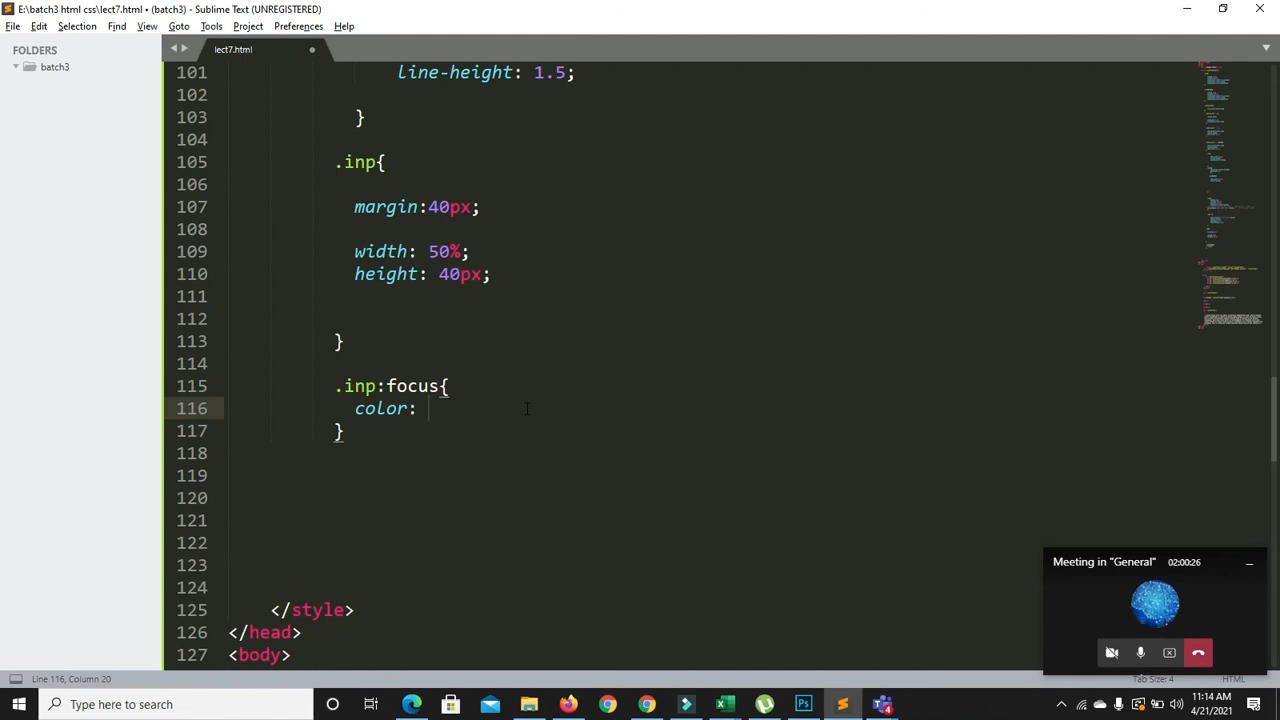 E:\batch3 html css\lect7.html • (batch3) - Sublime Text (UNREGISTERED)
File Edit Selection Find View Goto Tools Project Preferences Help
FOLDERS
batch3
lect7.html
101 line-height: 1.5;
102
103 }
104
105 .inp{
106
107 margin:40px;
108
109 width: 50%;
110 height: 40px;
111
112
113 }
114
115 .inp:focus{
116 color:
117 }
118
119
120
121
122
123
124
125 </style>
126 </head>
127 <body>
Meeting in "General" 02:00:26
Line 116, Column 20
Tab Size: 4 HTML
Type here to search
11:14 AM
4/21/2021